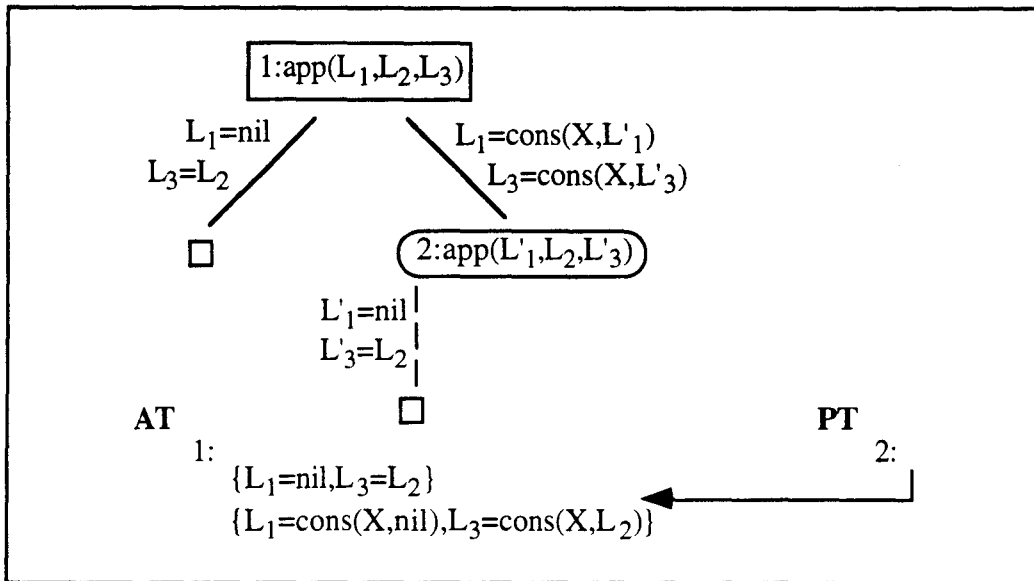 1:app(L1,L2,L3)
L1=nil
L3=L2
L1=cons(X,L'1)
L3=cons(X,L'3)
2:app(L'1,L2,L'3)
L'1=nil
L'3=L2
AT
1:
{L1=nil,L3=L2}
{L1=cons(X,nil),L3=cons(X,L2)}
PT
2: